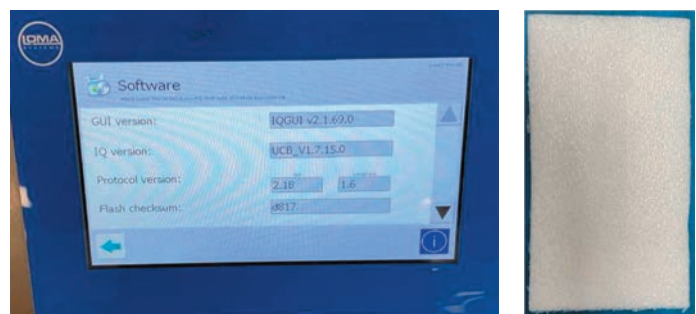 LOMA
SYSTEMS
Software
GUI version: IQGUI v2.1.69.0
IQ version: UCB_V1.7.15.0
Protocol version: 2.18 1.6
Flash checksum: d817
i